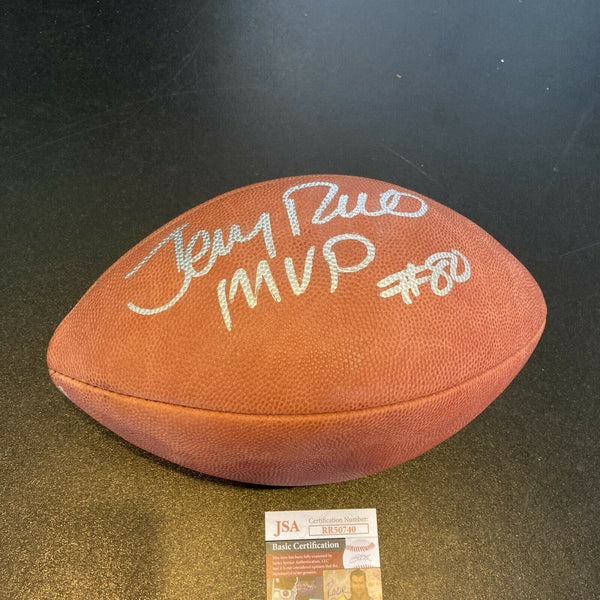 Jerry Rice
MVP #80
JSA
Certification Number:
RR50740
Basic Certification